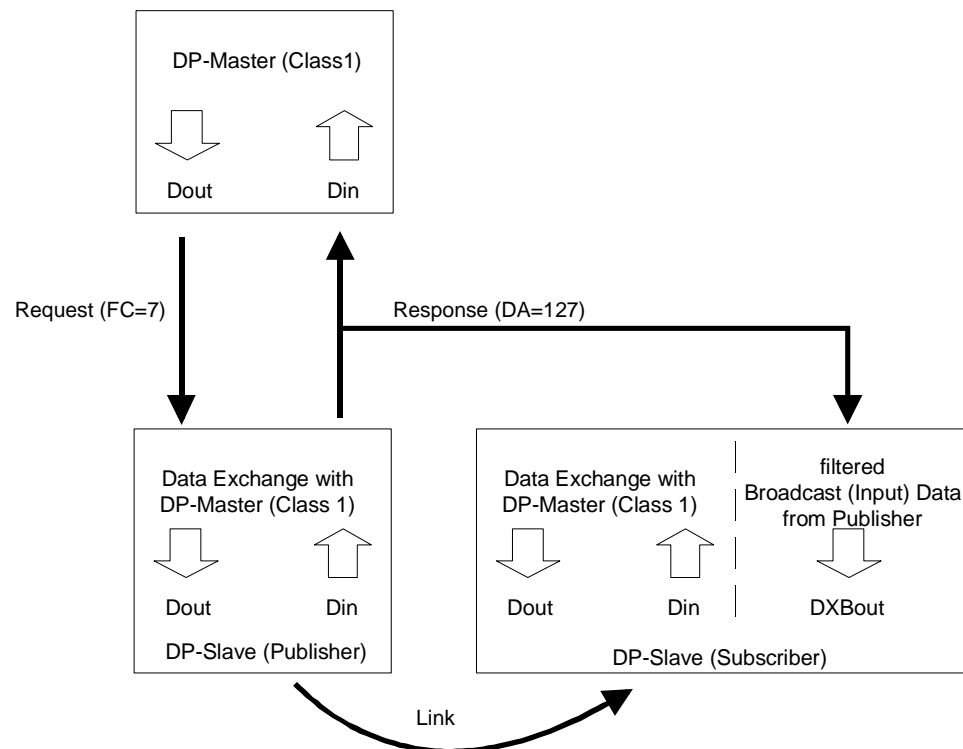 DP-Master (Class1)
Dout
Din
Request (FC=7)
Response (DA=127)
Data Exchange with
DP-Master (Class 1)
Dout
Din
DP-Slave (Publisher)
Data Exchange with
DP-Master (Class 1)
Dout
Din
filtered
Broadcast (Input) Data
from Publisher
DXBout
DP-Slave (Subscriber)
Link